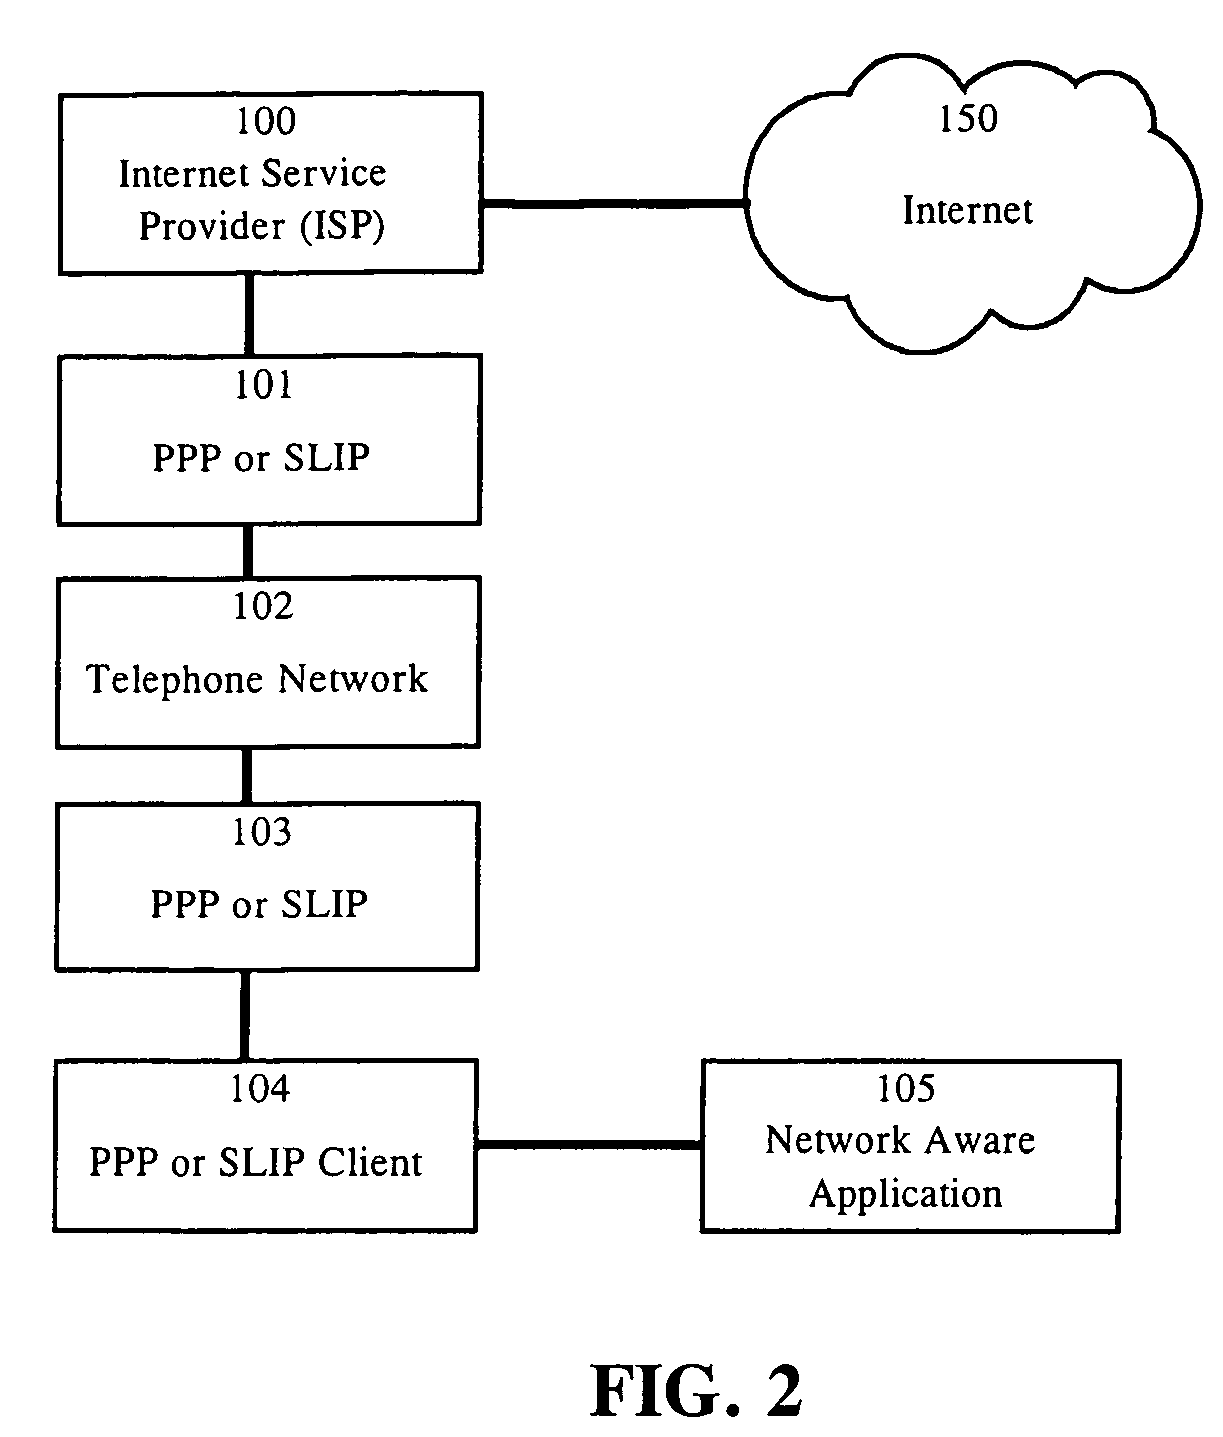 100
Internet Service
Provider (ISP)
150
Internet
101
PPP or SLIP
102
Telephone Network
103
PPP or SLIP
104
PPP or SLIP Client
105
Network Aware
Application
FIG. 2